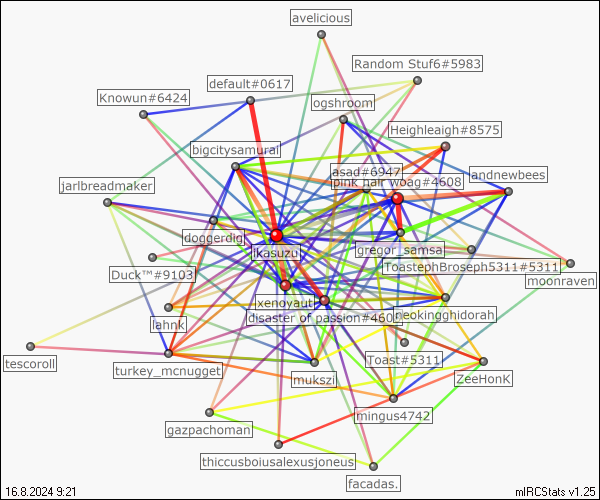 avelicious
Random Stuf6#5983
default#0617
Knowun#6424
ogshroom
Heighleaigh#8575
bigcitysamurai
asad#6947
andnewbees
pink hair woag#4608
jarlbreadmaker
doggerdig
gregor_samsa
ikasuzu
ToastephBroseph5311#5311
Duck™#9103
moonraven
xenovaut
lahnk
disaster of passion#460
neokingghidorah
tescoroll
Toast#5311
turkey_mcnugget
mukszi
ZeeHonk
mingus4742
gazpachoman
thiccusboiusalexusjoneus
facadas.
16.8.2024 9:21
mIRCStats v1.25